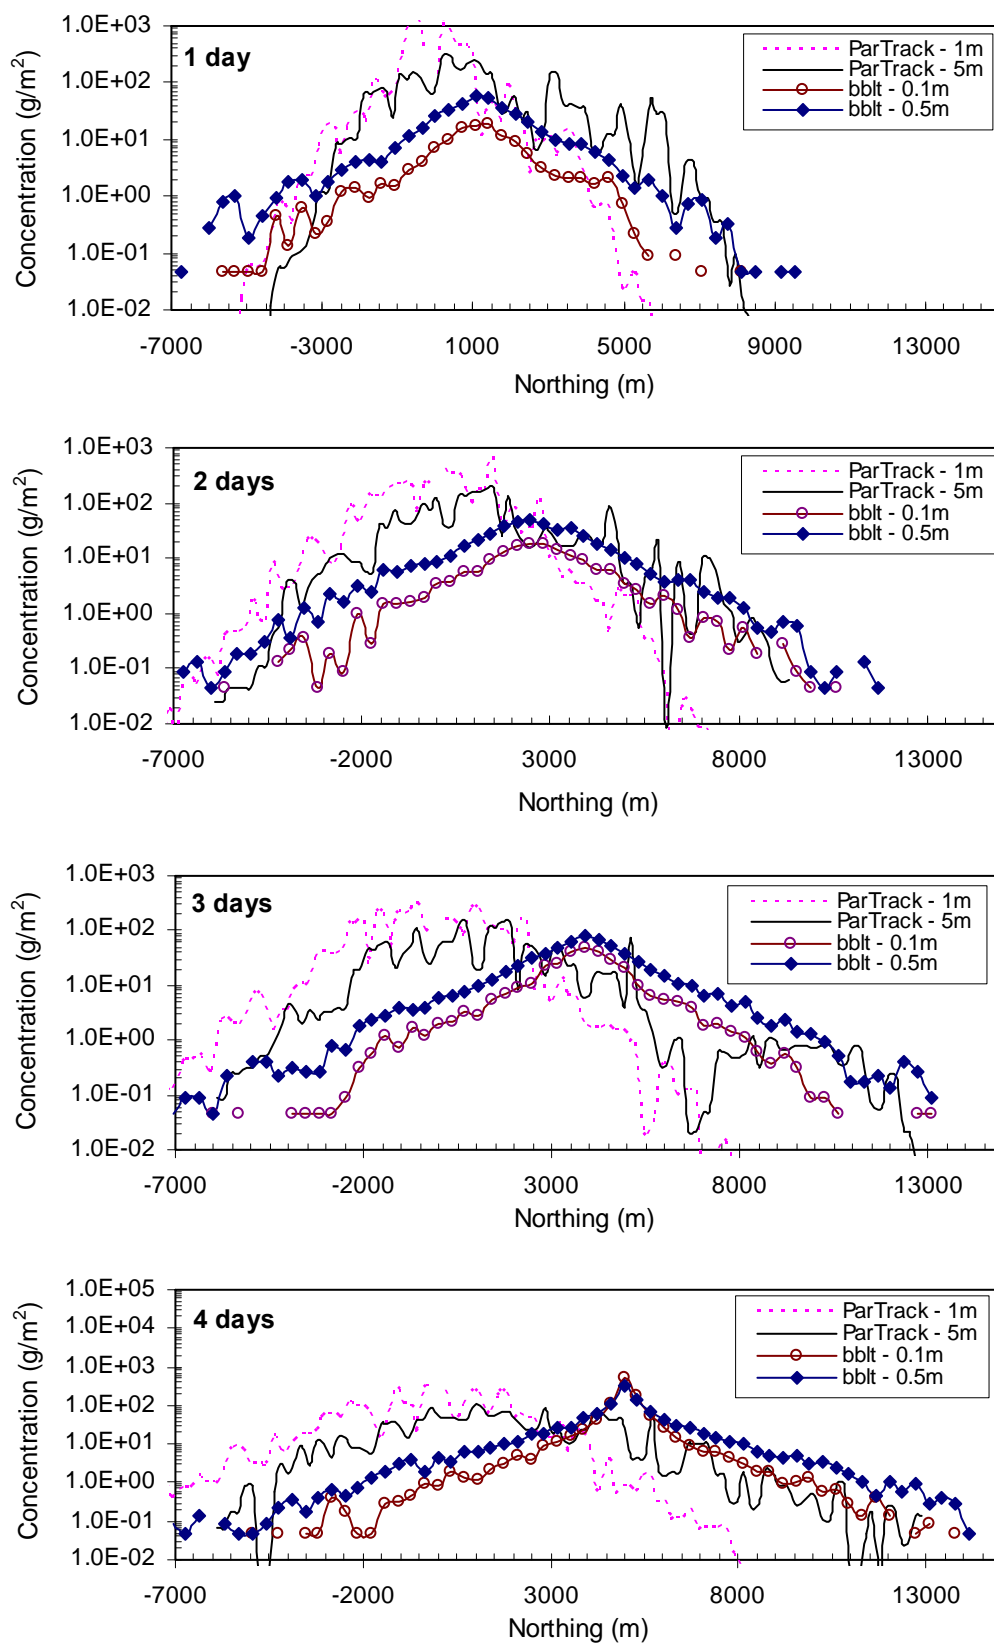 1 day
ParTrack - 1m
ParTrack - 5m
bblt - 0.1m
bblt - 0.5m
Concentration (g/m²)
1.0E+03
1.0E+02
1.0E+01
1.0E+00
1.0E-01
1.0E-02
-7000 -3000 1000 5000 9000 13000
Northing (m)
2 days
ParTrack - 1m
ParTrack - 5m
bblt - 0.1m
bblt - 0.5m
Concentration (g/m²)
1.0E+03
1.0E+02
1.0E+01
1.0E+00
1.0E-01
1.0E-02
-7000 -2000 3000 8000 13000
Northing (m)
3 days
ParTrack - 1m
ParTrack - 5m
bblt - 0.1m
bblt - 0.5m
Concentration (g/m²)
1.0E+03
1.0E+02
1.0E+01
1.0E+00
1.0E-01
1.0E-02
-7000 -2000 3000 8000 13000
Northing (m)
4 days
ParTrack - 1m
ParTrack - 5m
bblt - 0.1m
bblt - 0.5m
Concentration (g/m²)
1.0E+05
1.0E+04
1.0E+03
1.0E+02
1.0E+01
1.0E+00
1.0E-01
1.0E-02
-7000 -2000 3000 8000 13000
Northing (m)